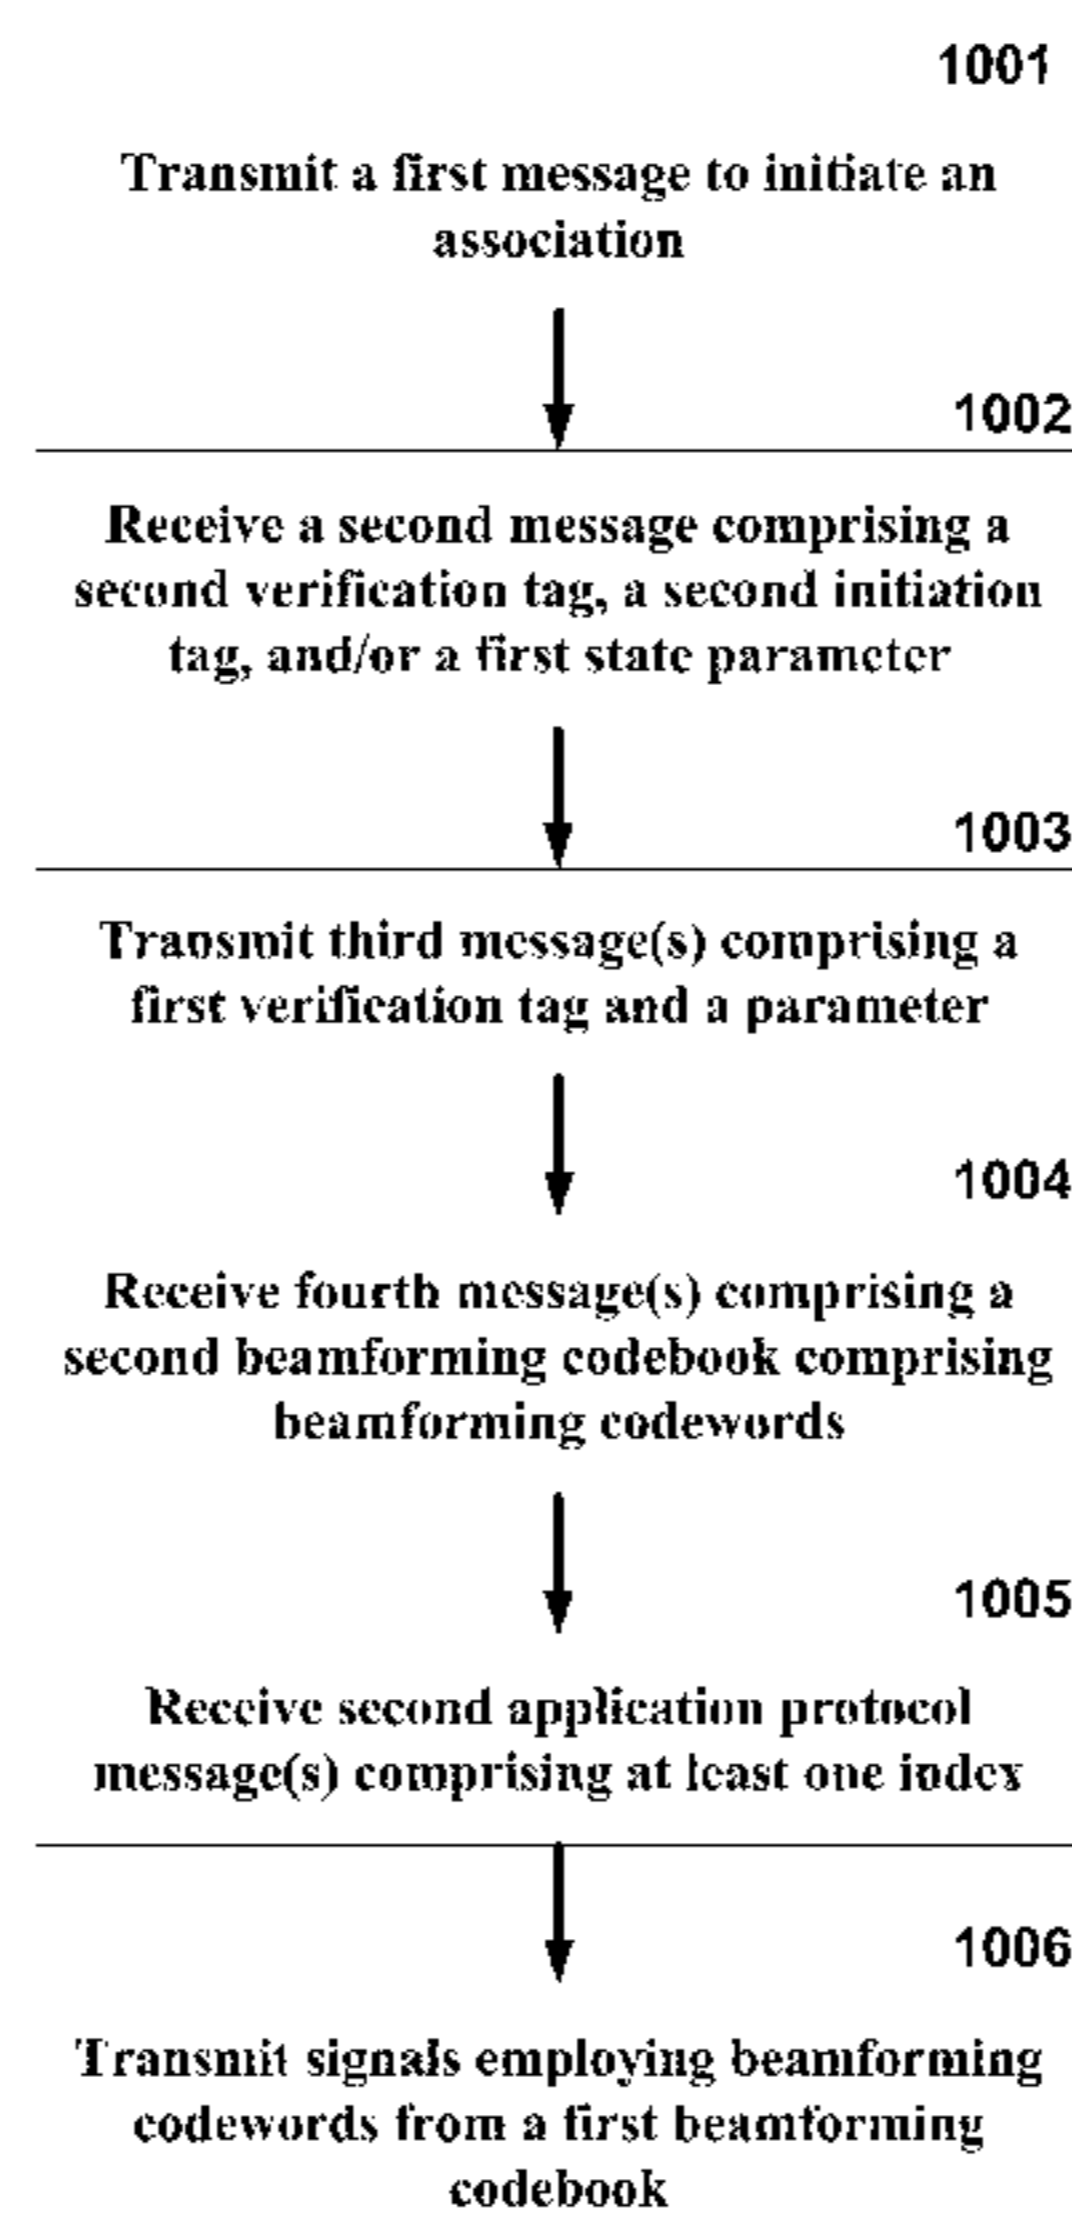 1001
Transmit a first message to initiate an
association
1002
Receive a second message comprising a
second verification tag, a second initiation
tag, and/or a first state parameter
1003
Transmit third message(s) comprising a
first verification tag and a parameter
1004
Receive fourth message(s) comprising a
second beamforming codebook comprising
beamforming codewords
1005
Receive second application protocol
message(s) comprising at least one index
1006
Transmit signals employing beamforming
codewords from a first beamforming
codebook